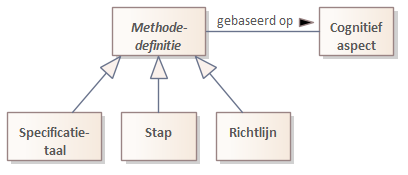 Methode-
definitie
gebaseerd op
Cognitief
aspect
Specificatie-
taal
Stap
Richtlijn